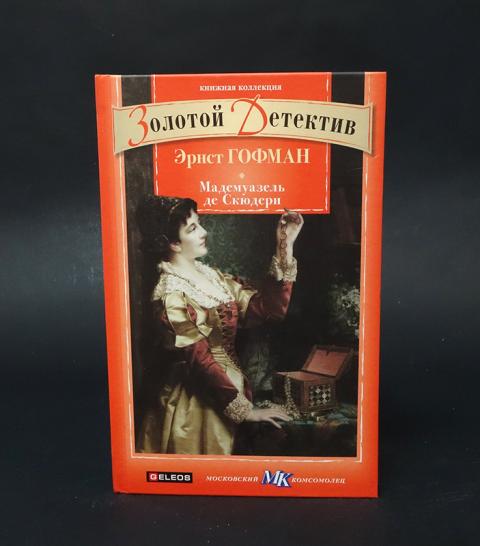 книжная коллекция
Золотой Детектив
Эрнст ГОФМАН
Мадемуазель
де Скюдери
GELEOS
МОСКОВСКИЙ МК КОМСОМОЛЕЦ